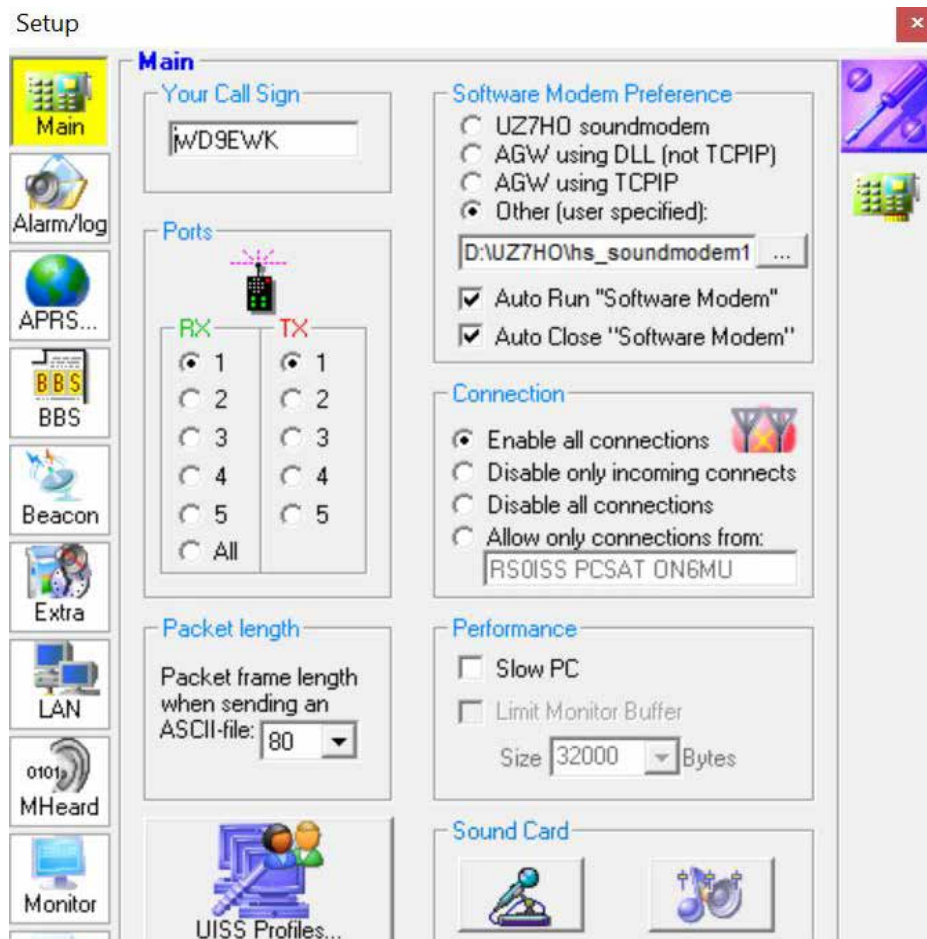 Setup
Main
Alarm/log
APRS...
BBS
BBS
Beacon
Extra
LAN
0101
MHeard
Monitor
Main
Your Call Sign
WD9EWK
Ports
RX
1
2
3
4
5
All
TX
1
2
3
4
5
Packet length
Packet frame length
when sending an
ASCII-file: 80
UISS Profiles...
Software Modem Preference
UZ7HO soundmodem
AGW using DLL (not TCPIP)
AGW using TCPIP
Other (user specified):
D:\UZ7HO\hs_soundmodem1 ...
Auto Run "Software Modem"
Auto Close "Software Modem"
Connection
Enable all connections
Disable only incoming connects
Disable all connections
Allow only connections from:
RS0ISS PCSAT ON6MU
Performance
Slow PC
Limit Monitor Buffer
Size 32000 Bytes
Sound Card